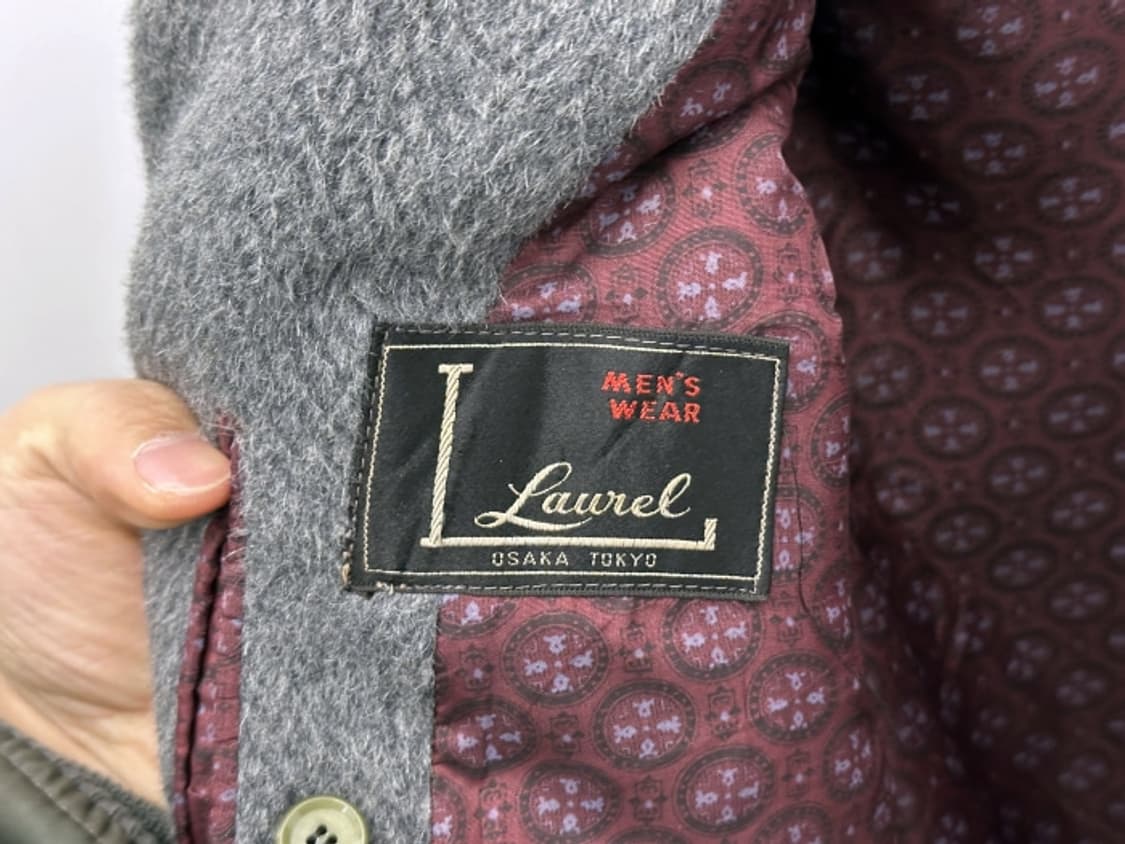 MEN'S
WEAR
L
Laurel
OSAKA TOKYO